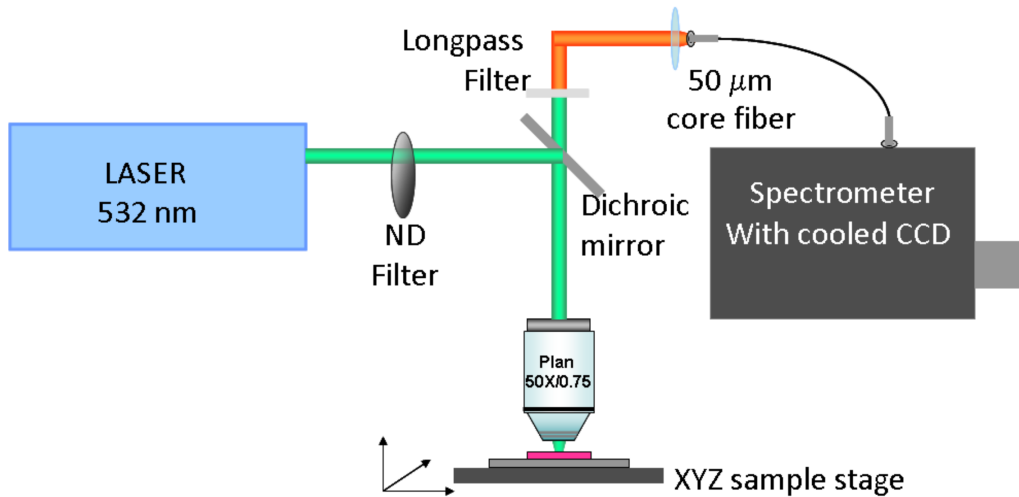 Longpass
Filter
50 μm
core fiber
LASER
532 nm
ND
Filter
Dichroic
mirror
Spectrometer
With cooled CCD
Plan
50X/0.75
XYZ sample stage